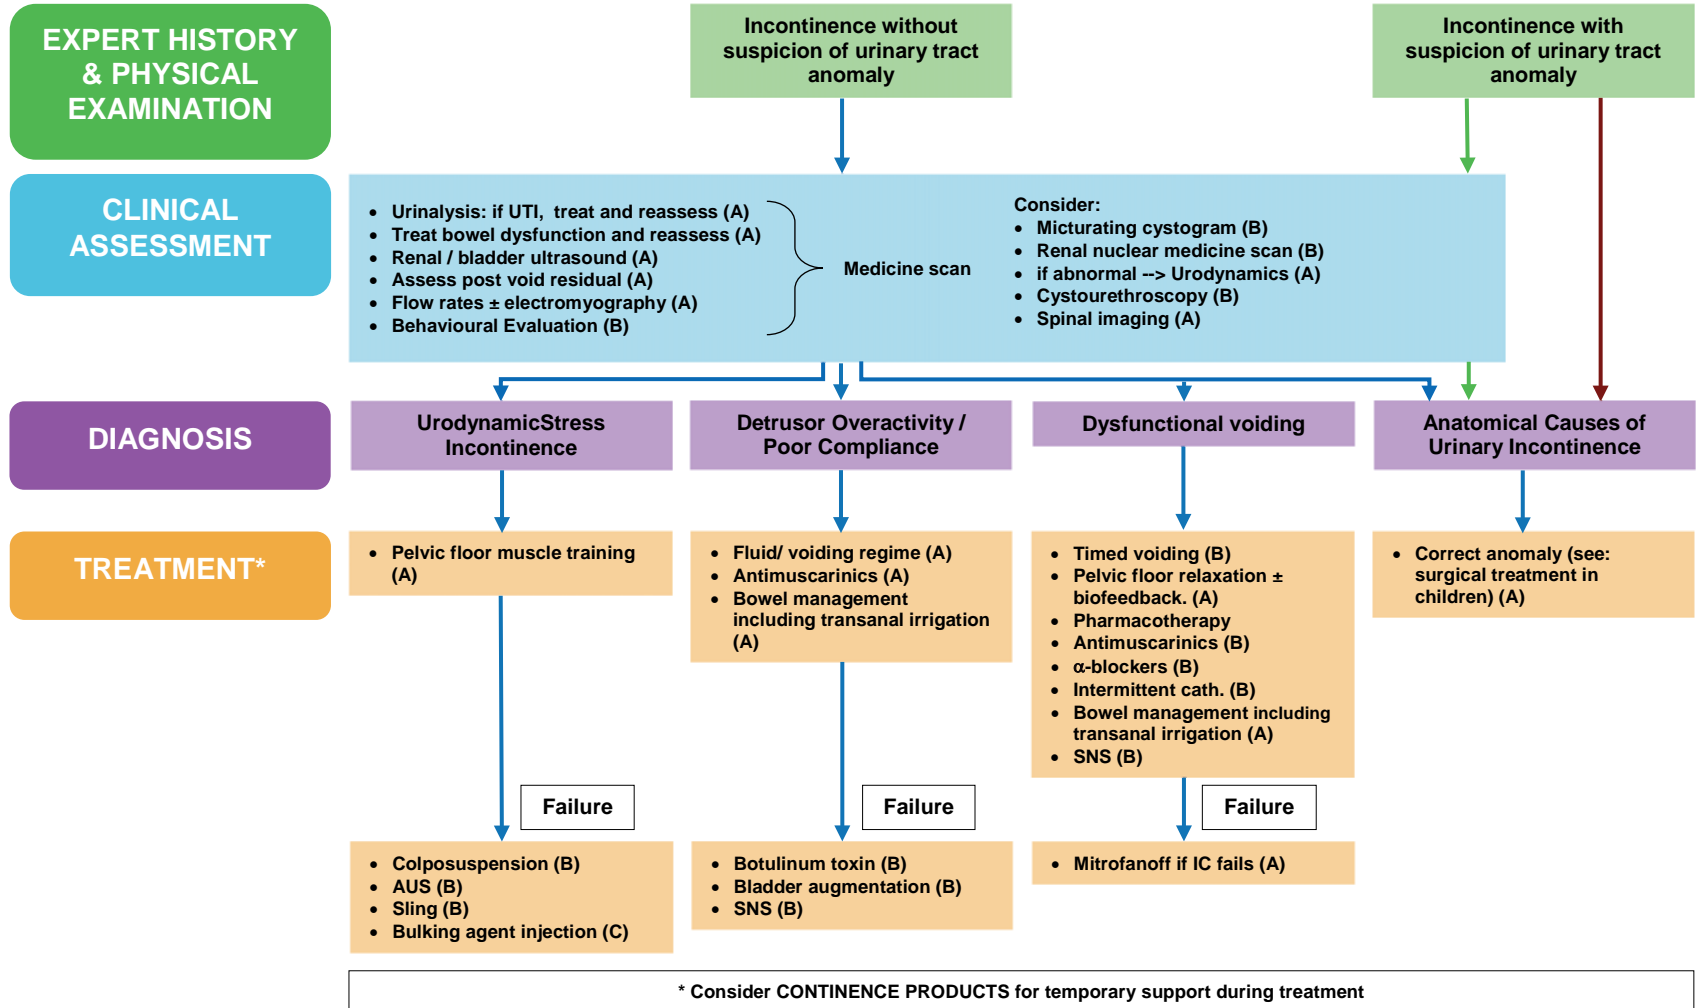 EXPERT HISTORY
& PHYSICAL
EXAMINATION
Incontinence without
suspicion of urinary tract
anomaly
Incontinence with
suspicion of urinary tract
anomaly
CLINICAL
ASSESSMENT
• Urinalysis: if UTI, treat and reassess (A)
• Treat bowel dysfunction and reassess (A)
• Renal / bladder ultrasound (A)
• Assess post void residual (A)
• Flow rates ± electromyography (A)
• Behavioural Evaluation (B)
Medicine scan
Consider:
• Micturating cystogram (B)
• Renal nuclear medicine scan (B)
• if abnormal --> Urodynamics (A)
• Cystourethroscopy (B)
• Spinal imaging (A)
DIAGNOSIS
UrodynamicStress
Incontinence
Detrusor Overactivity /
Poor Compliance
Dysfunctional voiding
Anatomical Causes of
Urinary Incontinence
TREATMENT*
• Pelvic floor muscle training
(A)
• Fluid/ voiding regime (A)
• Antimuscarinics (A)
• Bowel management
including transanal irrigation
(A)
• Timed voiding (B)
• Pelvic floor relaxation ±
biofeedback. (A)
• Pharmacotherapy
• Antimuscarinics (B)
• α-blockers (B)
• Intermittent cath. (B)
• Bowel management including
transanal irrigation (A)
• SNS (B)
• Correct anomaly (see:
surgical treatment in
children) (A)
Failure
Failure
Failure
• Colposuspension (B)
• AUS (B)
• Sling (B)
• Bulking agent injection (C)
• Botulinum toxin (B)
• Bladder augmentation (B)
• SNS (B)
• Mitrofanoff if IC fails (A)
* Consider CONTINENCE PRODUCTS for temporary support during treatment